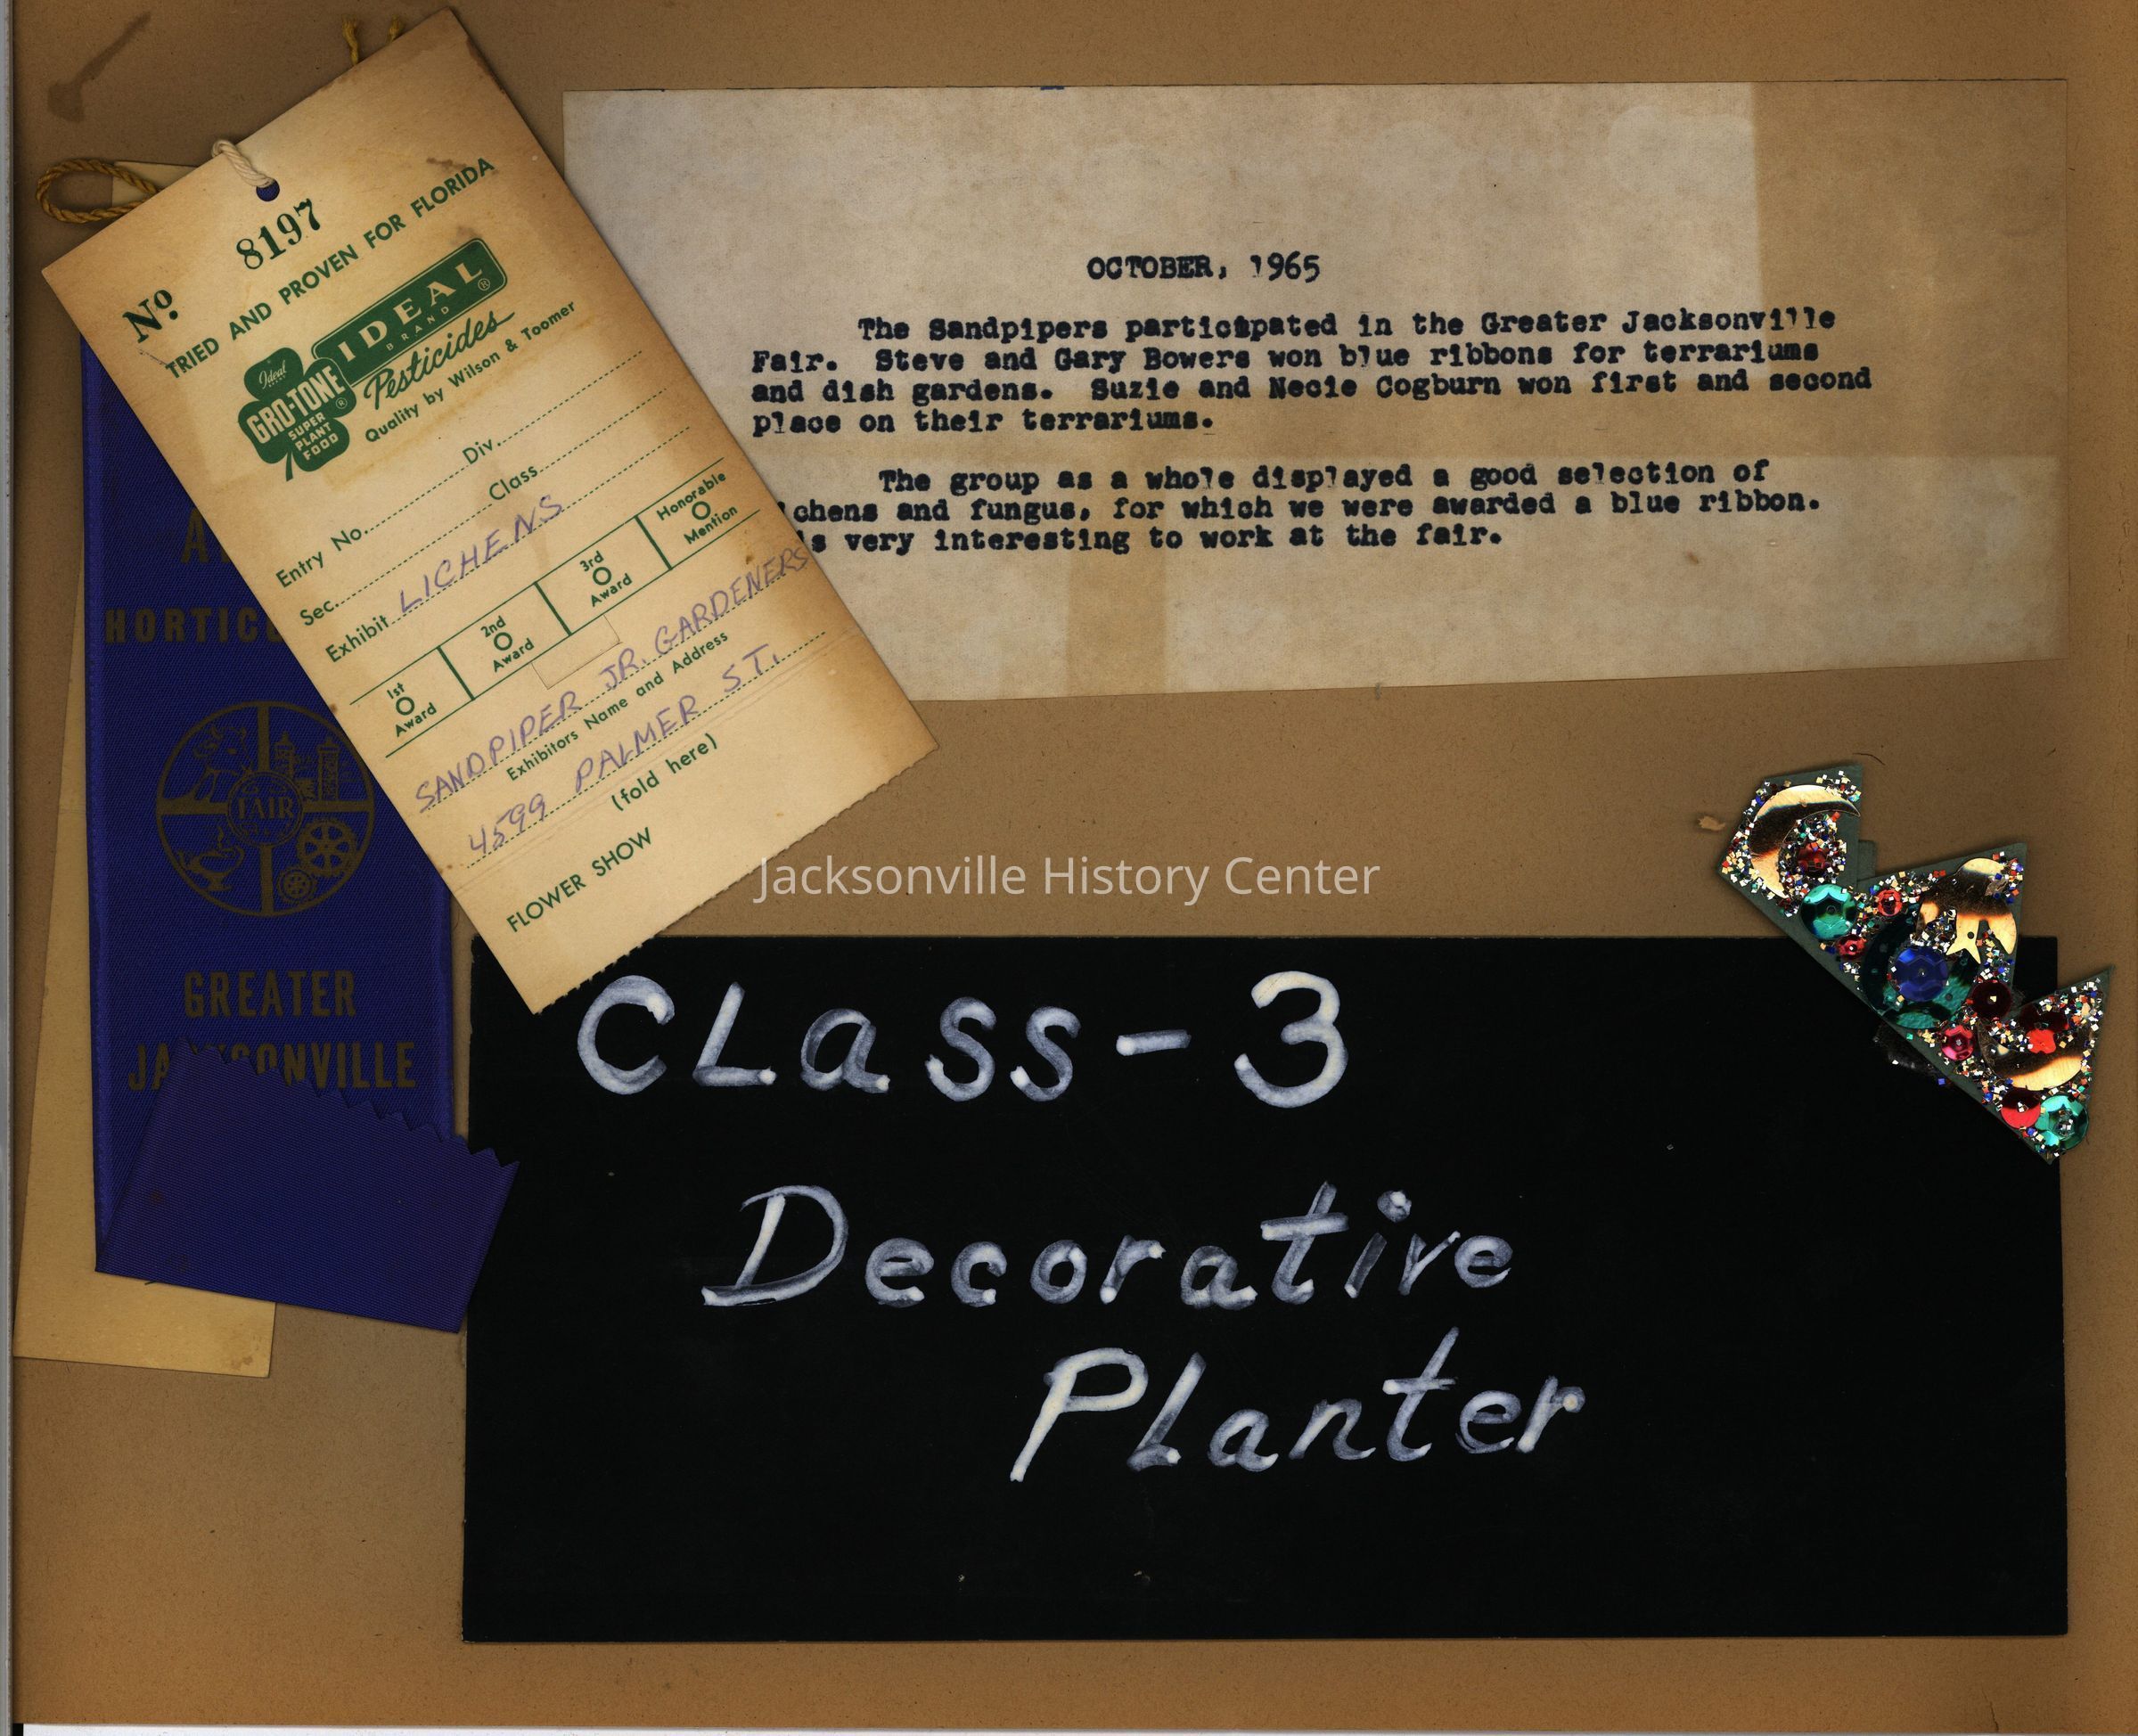 Nº 8197
TRIED AND PROVEN FOR FLORIDA
IDEAL ®
BRAND
Pesticides
Quality by Wilson & Toomer
Ideal
GRO-TONE ®
SUPER
PLANT
FOOD
Entry No. Div.
Sec. Class
Exhibit LICHENS
1st Award 2nd Award 3rd Award Honorable Mention
SANDPIPER JR. GARDENERS
Exhibitors Name and Address
4599 PALMER ST.
(fold here)
FLOWER SHOW
OCTOBER, 1965
The Sandpipers participated in the Greater Jacksonville
Fair. Steve and Gary Bowers won blue ribbons for terrariums
and dish gardens. Suzie and Necie Cogburn won first and second
place on their terrariums.
The group as a whole displayed a good selection of
chens and fungus, for which we were awarded a blue ribbon.
s very interesting to work at the fair.
HORTIC
FAIR
GREATER
JACKSONVILLE
Jacksonville History Center
CLass-3
Decorative
PLanter